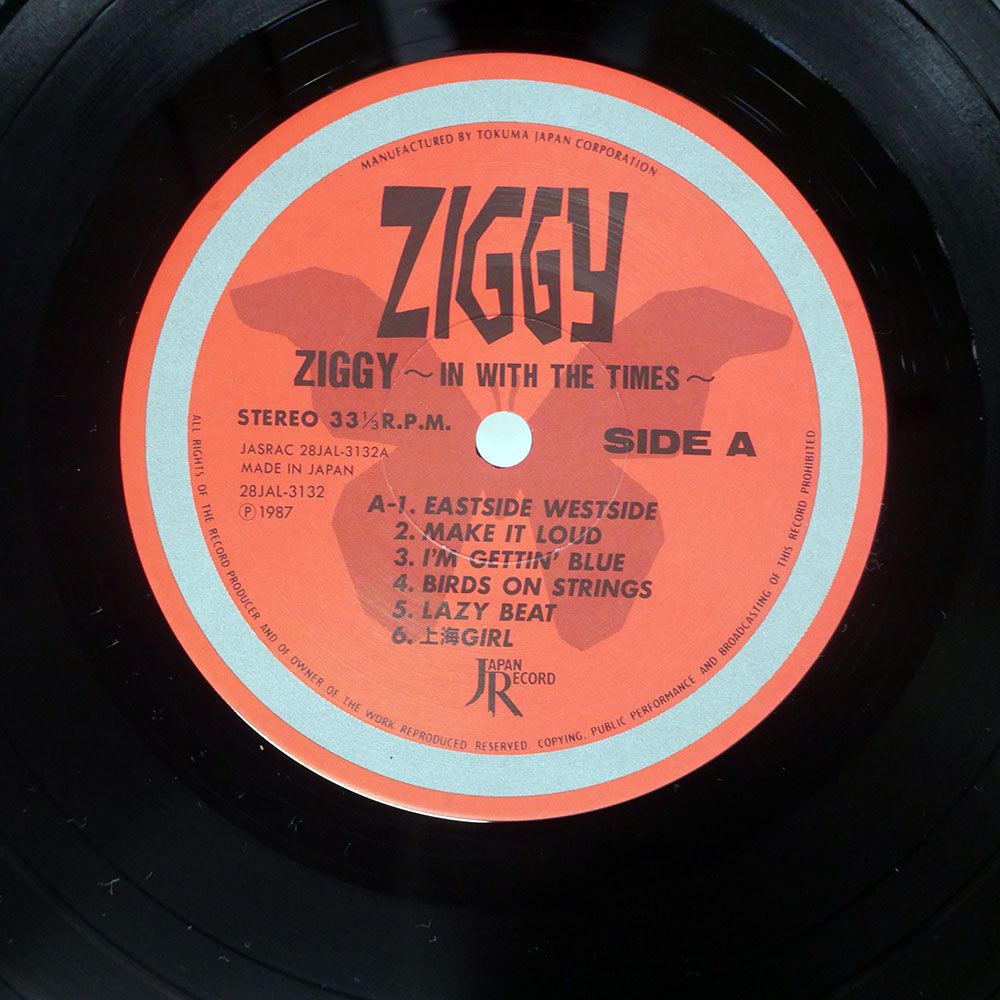 MANUFACTURED BY TOKUMA JAPAN CORPORATION
ZIGGY
ZIGGY ~ IN WITH THE TIMES ~
STEREO 33 1/3 R.P.M.
SIDE A
JASRAC 28JAL-3132A
MADE IN JAPAN
28JAL-3132
Ⓟ 1987
A-1. EASTSIDE WESTSIDE
2. MAKE IT LOUD
3. I'M GETTIN' BLUE
4. BIRDS ON STRINGS
5. LAZY BEAT
6. 上海GIRL
JAPAN RECORD
ALL RIGHTS OF THE RECORD PRODUCER AND OF OWNER OF THE WORK REPRODUCED RESERVED. COPYING, PUBLIC PERFORMANCE AND BROADCASTING OF THIS RECORD PROHIBITED